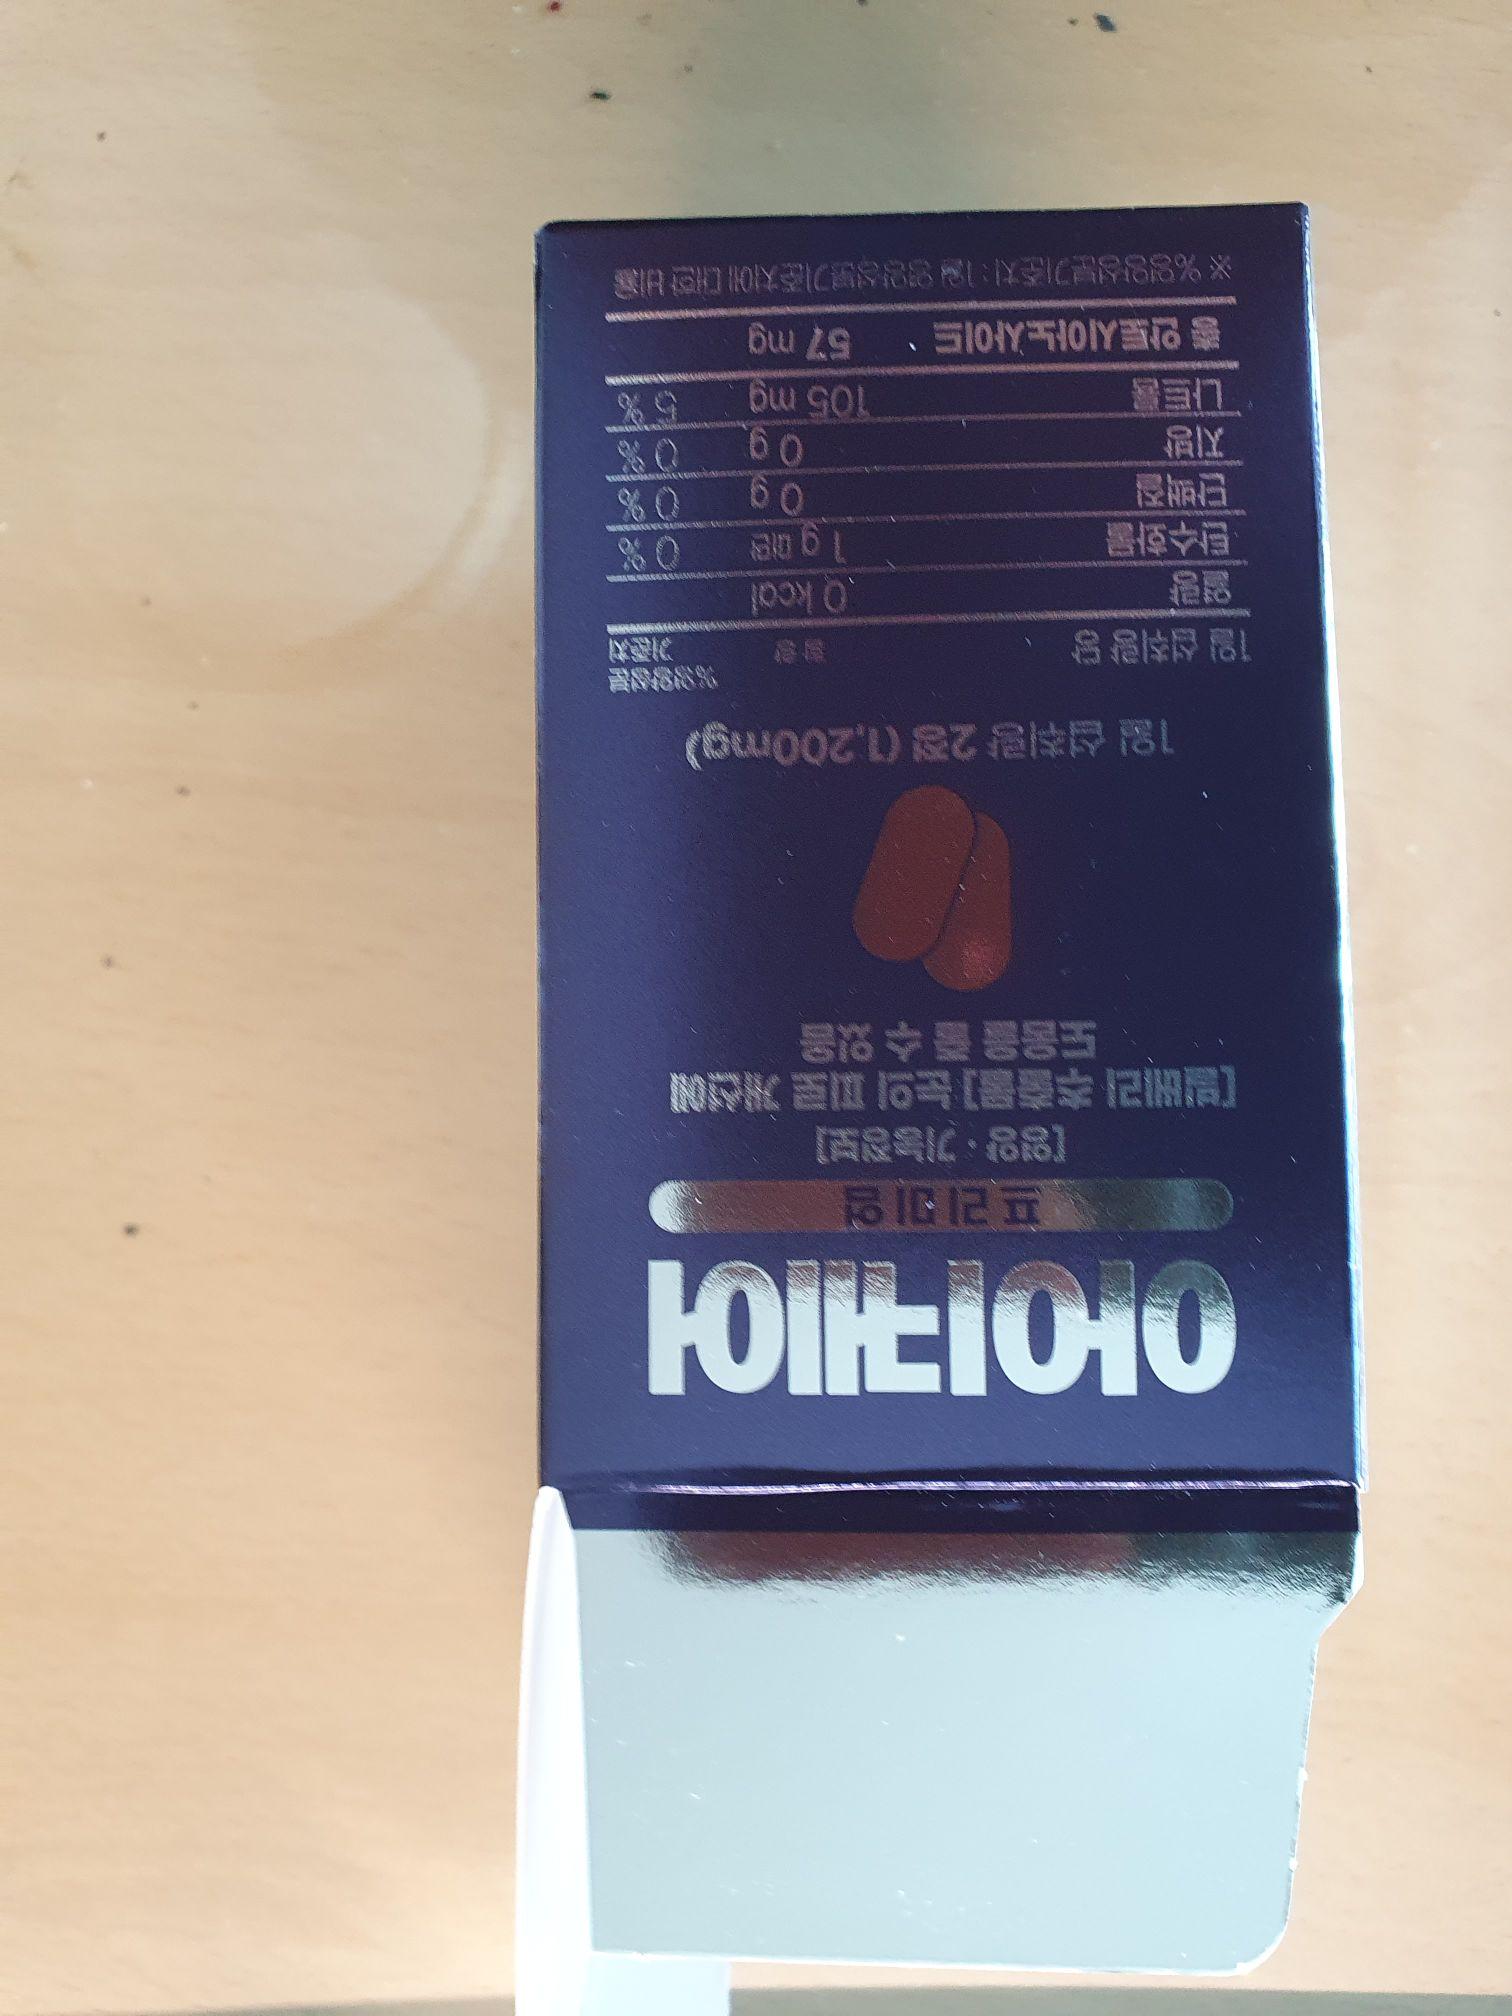 아이케어
프리미엄
[영양·기능정보]
[빌베리 추출물] 눈의 피로 개선에
도움을 줄 수 있음
1일 섭취량 2정 (1,200mg)
1일 섭취량 당 함 량 %영양성분 기준치
열량 0 kcal
탄수화물 1 g 미만 0 %
단백질 0 g 0 %
지방 0 g 0 %
나트륨 105 mg 5 %
총 안토시아노사이드 57 mg
※ %영양성분기준치 : 1일 영양성분기준치에 대한 비율